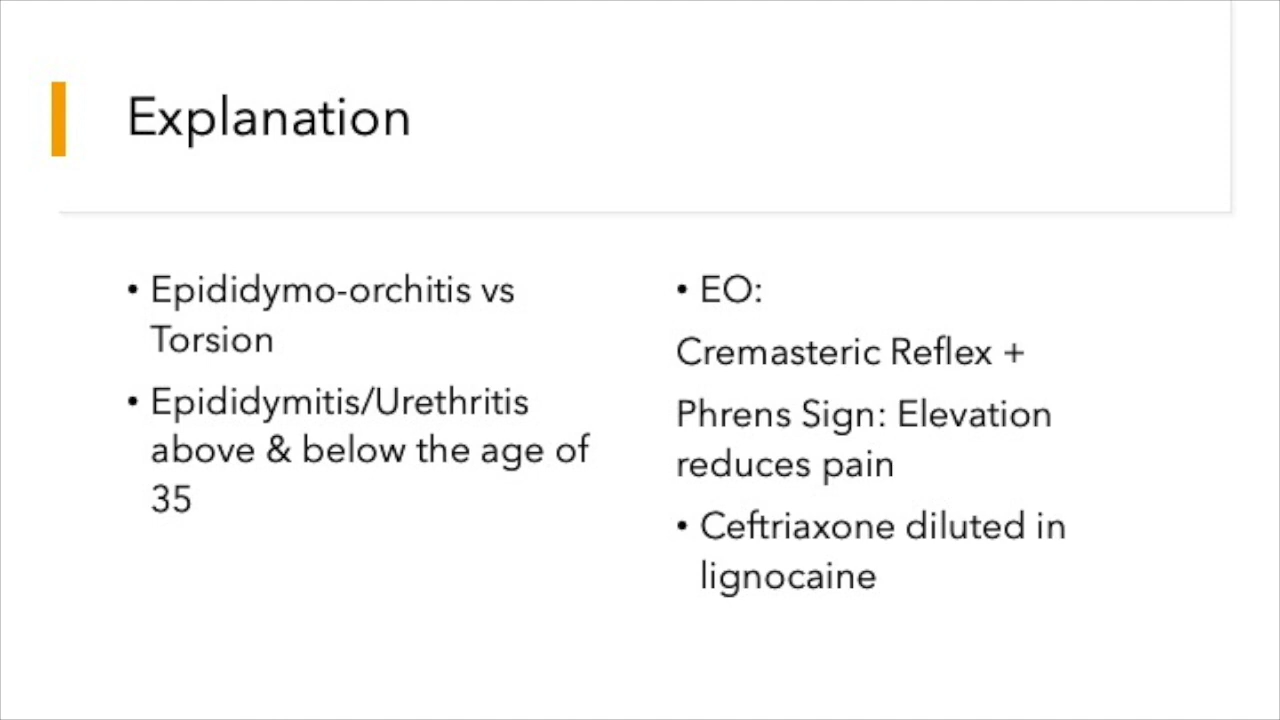 Explanation
• Epididymo-orchitis vs
Torsion
• Epididymitis/Urethritis
above & below the age of
35
• EO:
Cremasteric Reflex +
Phrens Sign: Elevation
reduces pain
• Ceftriaxone diluted in
lignocaine